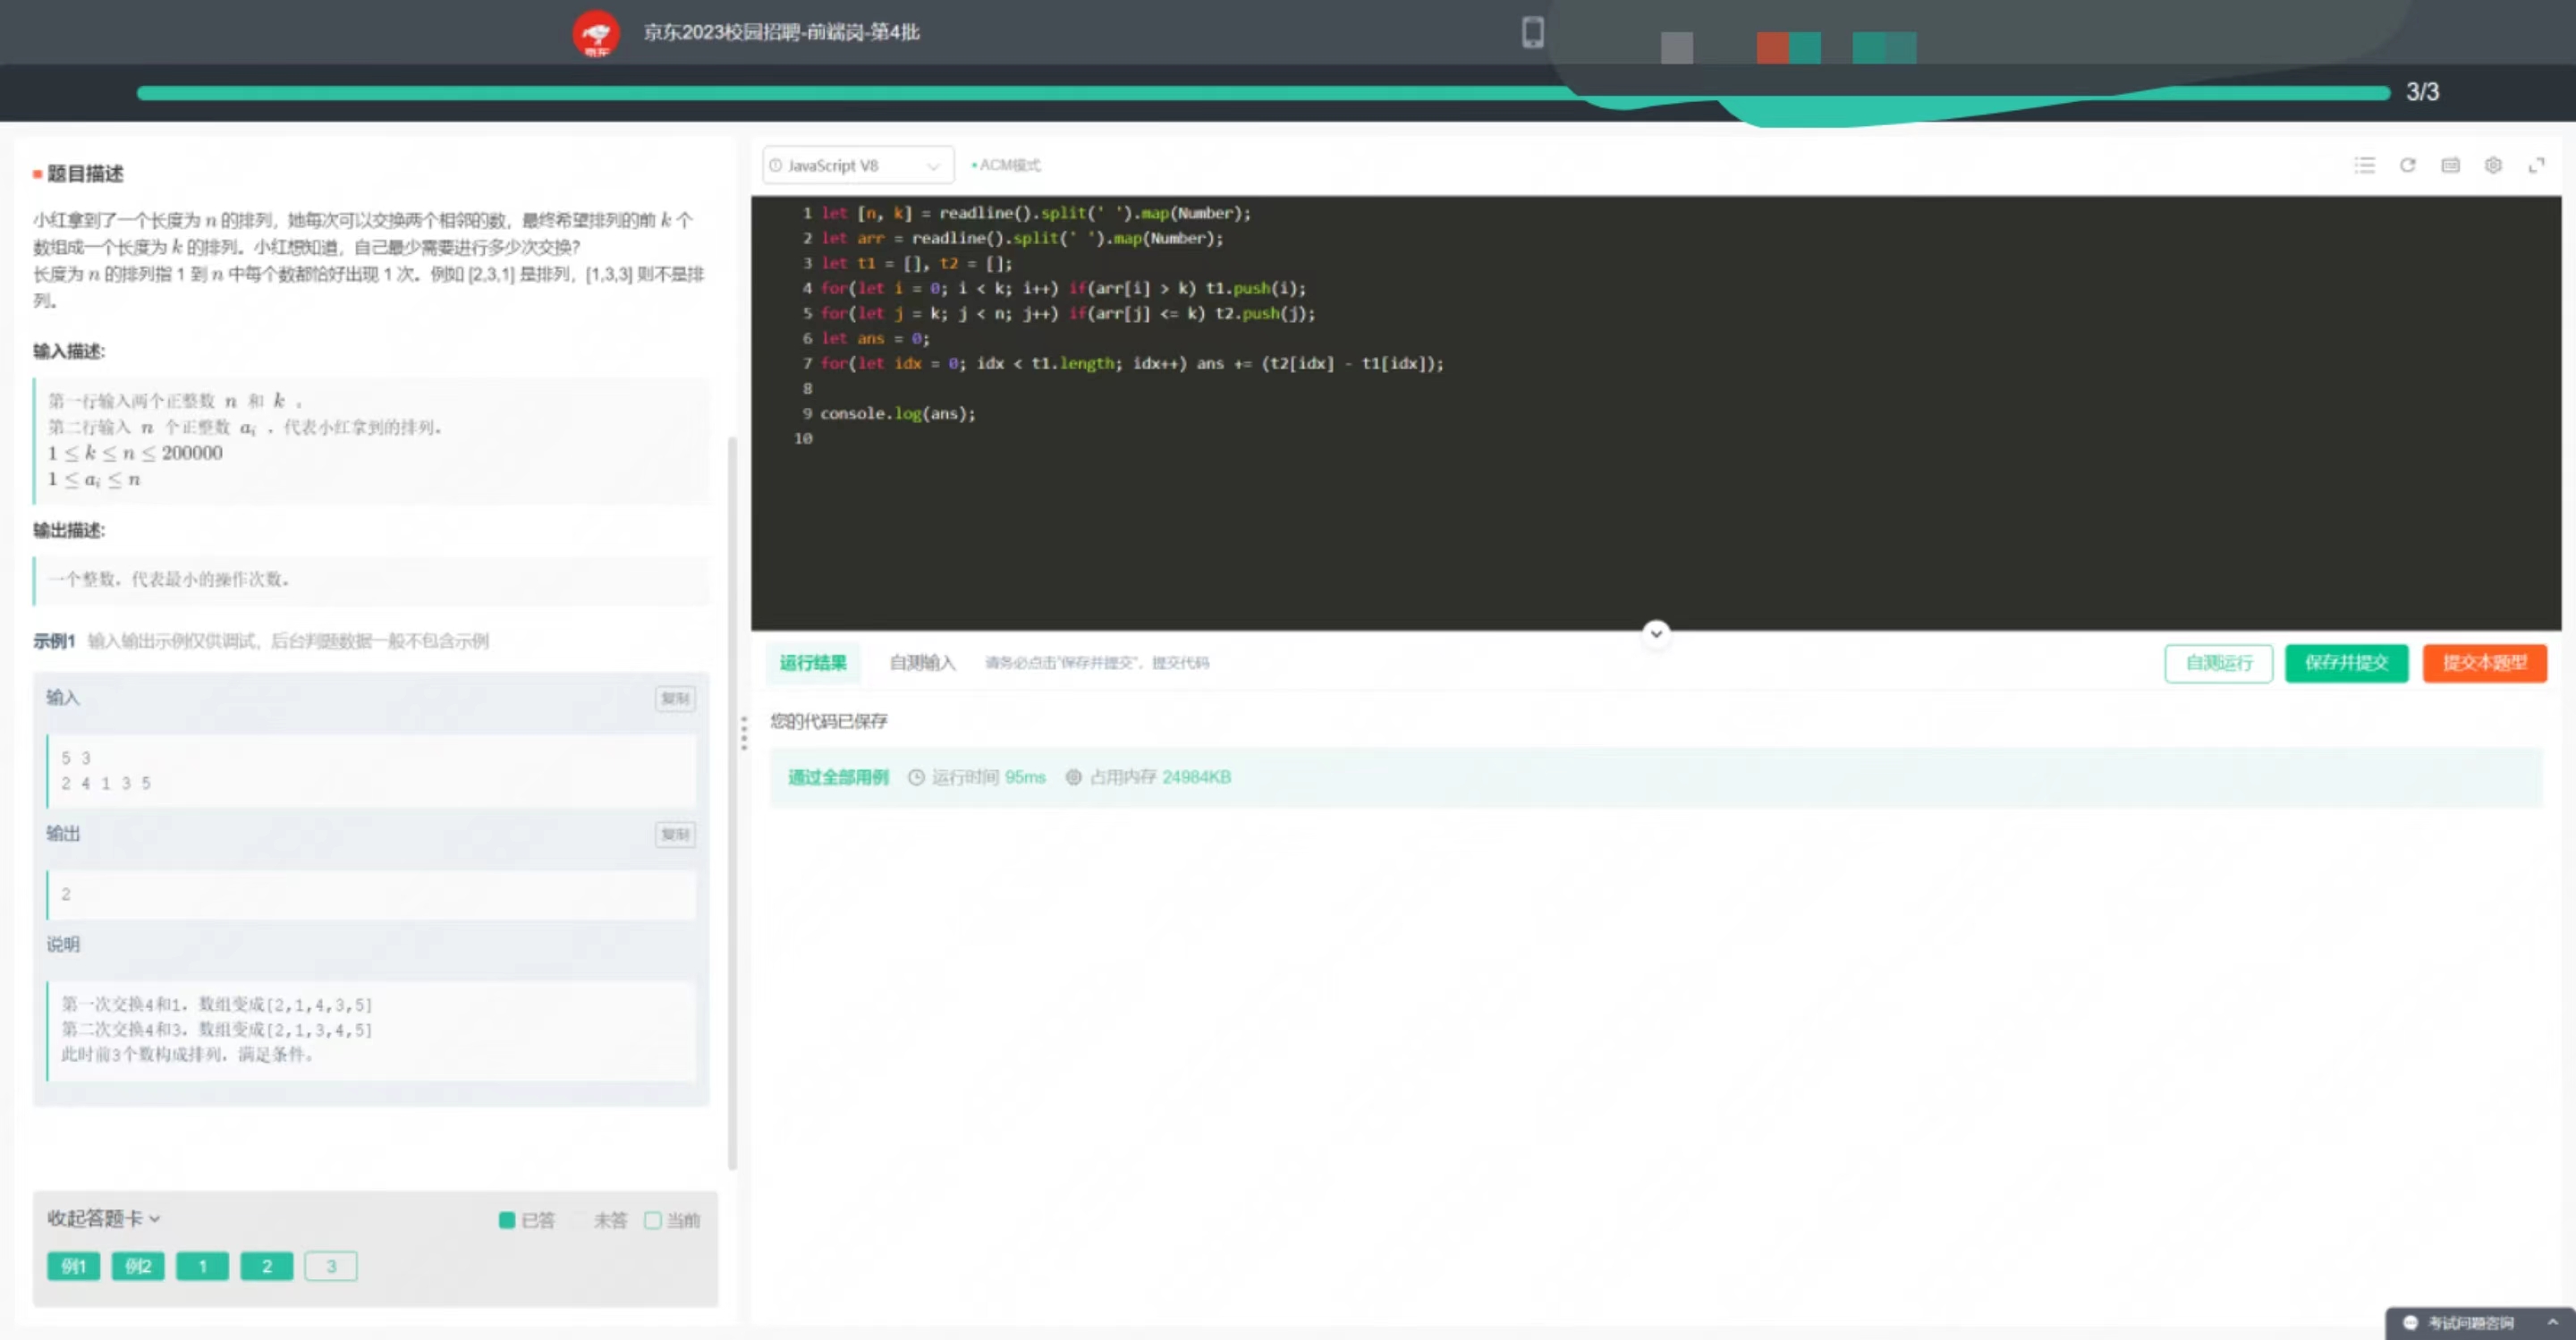 京东
京东2023校园招聘-前端岗-第4批
3/3
题目描述
小红拿到了一个长度为 n 的排列，她每次可以交换两个相邻的数，最终希望排列的前 k 个
数组成一个长度为 k 的排列。小红想知道，自己最少需要进行多少次交换?
长度为 n 的排列指 1 到 n 中每个数都恰好出现 1 次。例如 [2,3,1] 是排列，[1,3,3] 则不是排
列。
输入描述:
第一行输入两个正整数 n 和 k 。
第二行输入 n 个正整数 aᵢ ，代表小红拿到的排列。
1 ≤ k ≤ n ≤ 200000
1 ≤ aᵢ ≤ n
输出描述:
一个整数，代表最小的操作次数。
示例1 输入输出示例仅供调试，后台判题数据一般不包含示例
输入 复制
5 3
2 4 1 3 5
输出 复制
2
说明
第一次交换4和1，数组变成[2,1,4,3,5]
第二次交换4和3，数组变成[2,1,3,4,5]
此时前3个数构成排列，满足条件。
收起答题卡 已答 未答 当前
例1 例2 1 2 3
JavaScript V8 ACM模式
1 let [n, k] = readline().split(' ').map(Number);
2 let arr = readline().split(' ').map(Number);
3 let t1 = [], t2 = [];
4 for(let i = 0; i < k; i++) if(arr[i] > k) t1.push(i);
5 for(let j = k; j < n; j++) if(arr[j] <= k) t2.push(j);
6 let ans = 0;
7 for(let idx = 0; idx < t1.length; idx++) ans += (t2[idx] - t1[idx]);
8
9 console.log(ans);
10
运行结果 自测输入 请务必点击"保存并提交"，提交代码 自测运行 保存并提交 提交本题型
您的代码已保存
通过全部用例 运行时间 95ms 占用内存 24984KB
考试问题咨询